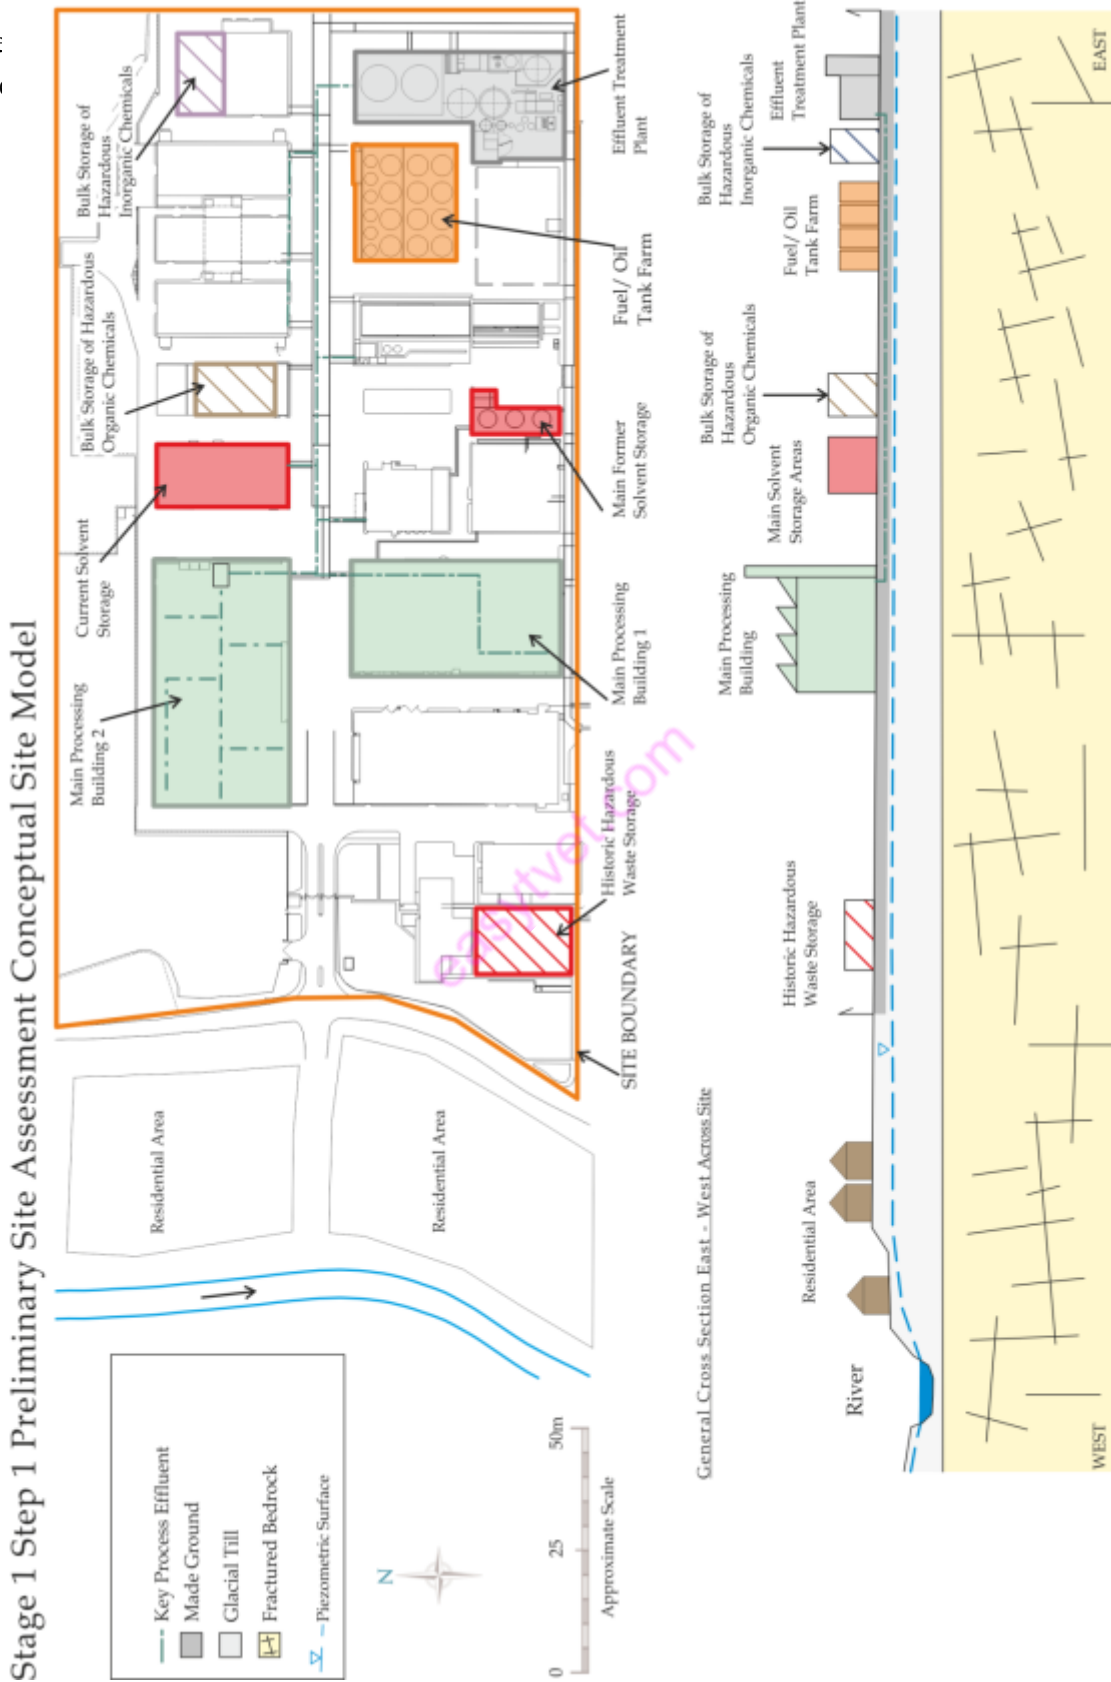 Stage 1 Step 1 Preliminary Site Assessment Conceptual Site Model
Key Process Effluent
Made Ground
Glacial Till
Fractured Bedrock
Piezometric Surface
N
0
25
50m
Approximate Scale
Residential Area
Residential Area
SITE BOUNDARY
Main Processing
Building 2
Current Solvent
Storage
Bulk Storage of Hazardous
Organic Chemicals
Bulk Storage of
Hazardous
Inorganic Chemicals
Historic Hazardous
Waste Storage
Main Processing
Building 1
Main Former
Solvent Storage
Fuel/ Oil
Tank Farm
Effluent Treatment
Plant
easytvet.com
General Cross Section East - West Across Site
River
Residential Area
Historic Hazardous
Waste Storage
Main Processing
Building
Main Solvent
Storage Areas
Bulk Storage of
Hazardous
Organic Chemicals
Fuel/ Oil
Tank Farm
Bulk Storage of
Hazardous
Inorganic Chemicals
Effluent
Treatment Plant
WEST
EAST